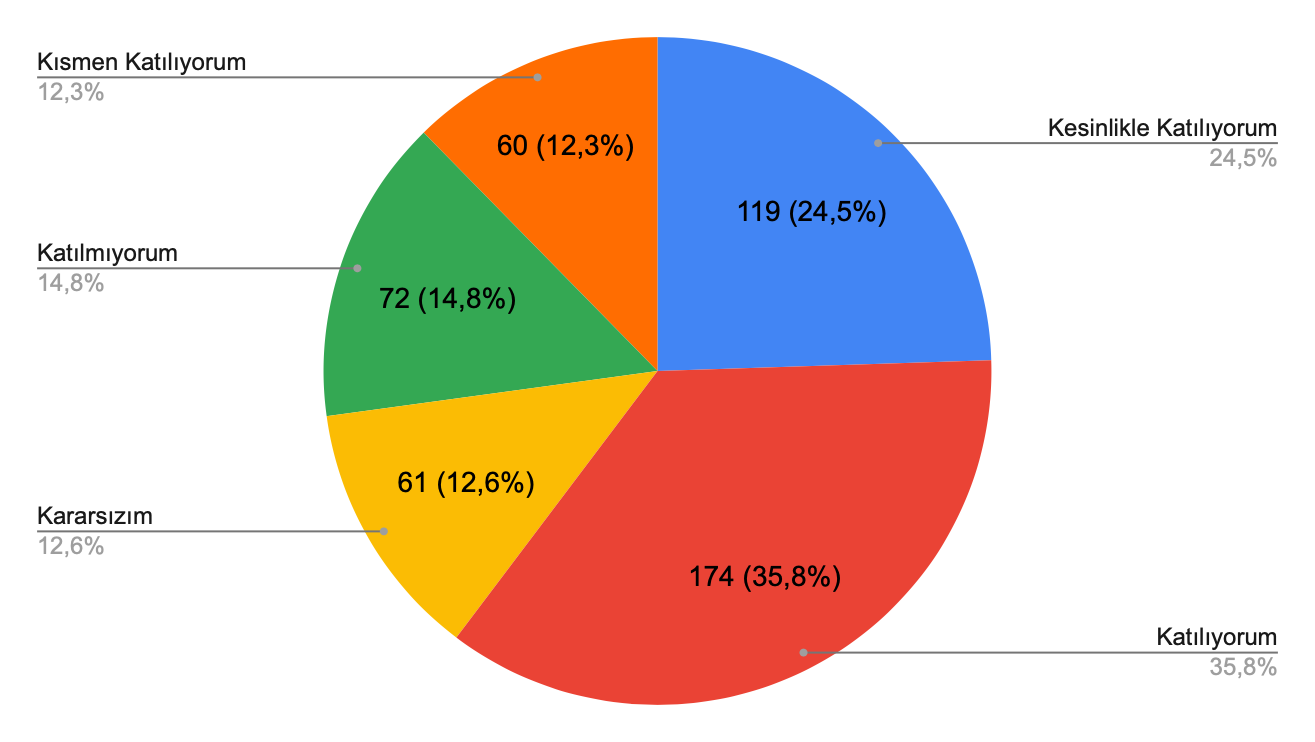 Kısmen Katılıyorum
12,3%
60 (12,3%)
Kesinlikle Katılıyorum
24,5%
119 (24,5%)
Katılmıyorum
14,8%
72 (14,8%)
61 (12,6%)
Kararsızım
12,6%
174 (35,8%)
Katılıyorum
35,8%